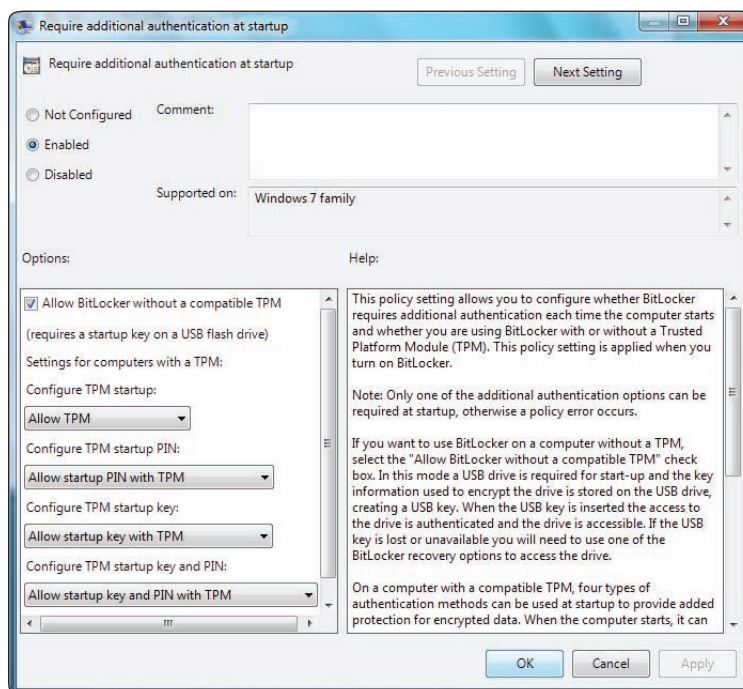 Require additional authentication at startup
Require additional authentication at startup
Previous Setting
Next Setting
Not Configured
Enabled
Disabled
Comment:
Supported on:
Windows 7 family
Options:
Help:
Allow BitLocker without a compatible TPM
(requires a startup key on a USB flash drive)
Settings for computers with a TPM:
Configure TPM startup:
Allow TPM
Configure TPM startup PIN:
Allow startup PIN with TPM
Configure TPM startup key:
Allow startup key with TPM
Configure TPM startup key and PIN:
Allow startup key and PIN with TPM
This policy setting allows you to configure whether BitLocker
requires additional authentication each time the computer starts
and whether you are using BitLocker with or without a Trusted
Platform Module (TPM). This policy setting is applied when you
turn on BitLocker.
Note: Only one of the additional authentication options can be
required at startup, otherwise a policy error occurs.
If you want to use BitLocker on a computer without a TPM,
select the "Allow BitLocker without a compatible TPM" check
box. In this mode a USB drive is required for start-up and the key
information used to encrypt the drive is stored on the USB drive,
creating a USB key. When the USB key is inserted the access to
the drive is authenticated and the drive is accessible. If the USB
key is lost or unavailable you will need to use one of the
BitLocker recovery options to access the drive.
On a computer with a compatible TPM, four types of
authentication methods can be used at startup to provide added
protection for encrypted data. When the computer starts, it can
OK
Cancel
Apply